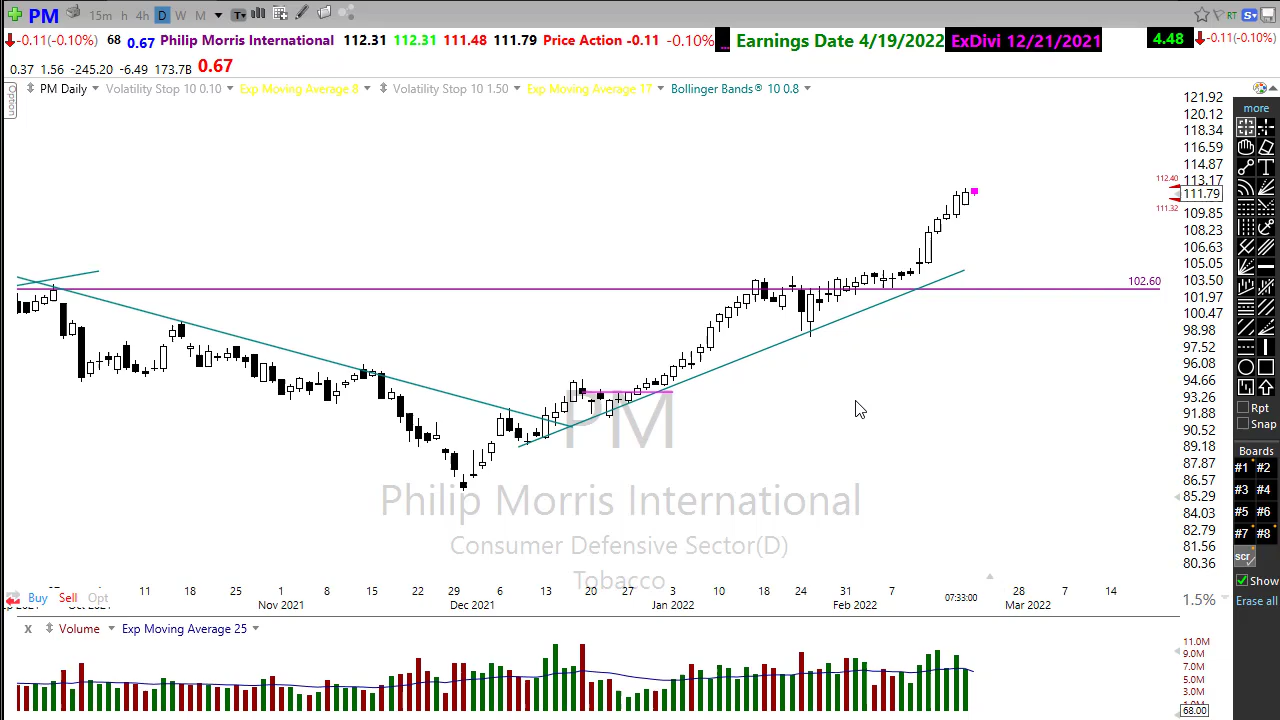 PM 15m h 4h D W M T RT S
-0.11(-0.10%) 68 0.67 Philip Morris International 112.31 112.31 111.48 111.79 Price Action -0.11 -0.10% ... Earnings Date 4/19/2022 ExDivi 12/21/2021 4.48 -0.11(-0.10%)
0.37 1.56 -245.20 -6.49 173.7B 0.67
Option PM Daily Volatility Stop 10 0.10 Exp Moving Average 8 Volatility Stop 10 1.50 Exp Moving Average 17 Bollinger Bands® 10 0.8
121.92
more
120.12
118.34
116.59
114.87
112.40 113.17
111.79
111.32 109.85
108.23
106.63
105.05
102.60 103.50
101.97
100.47
98.98
97.52
96.08
94.66
93.26
91.88
90.52
89.18
87.87
86.57
85.29
84.03
82.79
81.56
80.36
Rpt
Snap
Boards
#1 #2
#3 #4
#5 #6
#7 #8
scr
Show
Erase all
PM
Philip Morris International
Consumer Defensive Sector(D)
Tobacco
11 18 25 1 8 15 22 29 6 13 20 27 3 10 18 24 31 7 28 7 14
Buy Sell Opt
Nov 2021 Dec 2021 Jan 2022 Feb 2022 07:33:00 Mar 2022
1.5%
X Volume Exp Moving Average 25
11.0M
9.0M
7.0M
5.0M
3.0M
68.00